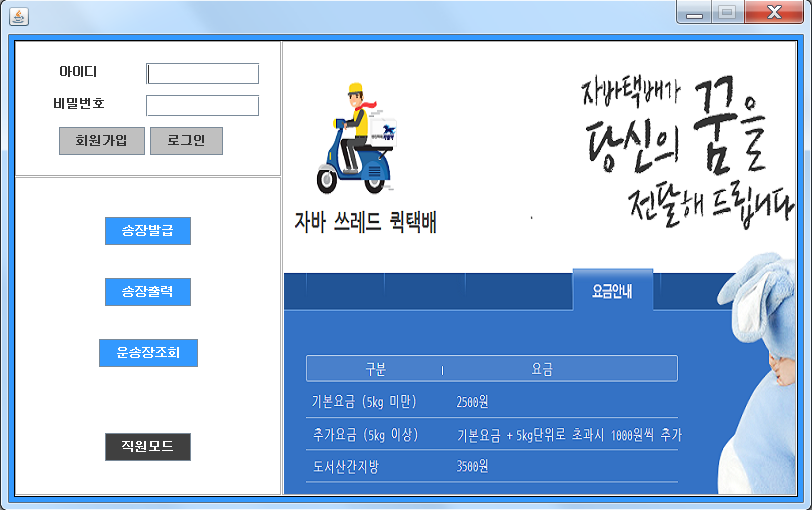 아이디
비밀번호
회원가입 로그인
송장발급
송장출력
운송장조회
직원모드
자바 쓰레드 퀵택배
자바택배가
당신의 꿈을
전달해 드립니다
요금안내
구분 요금
기본요금 (5kg 미만) 2500원
추가요금 (5kg 이상) 기본요금 +5kg단위로 초과시 1000원씩 추가
도서산간지방 3500원